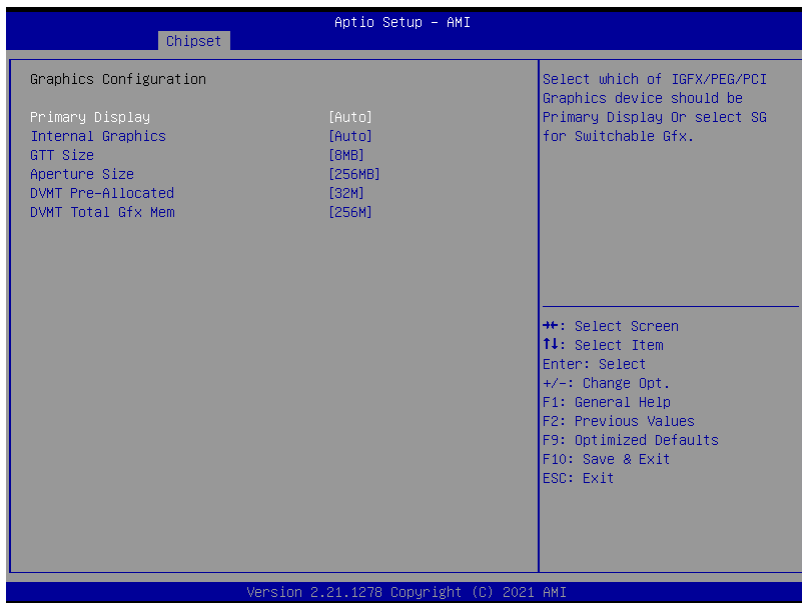 Aptio Setup – AMI
Chipset
Graphics Configuration
Primary Display [Auto]
Internal Graphics [Auto]
GTT Size [8MB]
Aperture Size [256MB]
DVMT Pre-Allocated [32M]
DVMT Total Gfx Mem [256M]
Select which of IGFX/PEG/PCI
Graphics device should be
Primary Display Or select SG
for Switchable Gfx.
→←: Select Screen
↑↓: Select Item
Enter: Select
+/-: Change Opt.
F1: General Help
F2: Previous Values
F9: Optimized Defaults
F10: Save & Exit
ESC: Exit
Version 2.21.1278 Copyright (C) 2021 AMI